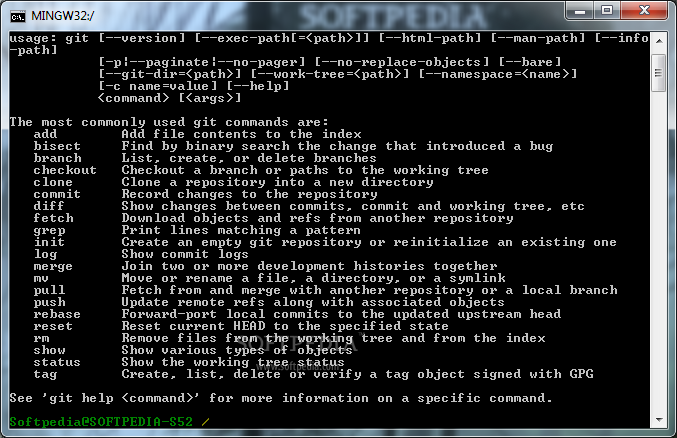 SOFTPEDIA
MINGW32:/
usage: git [--version] [--exec-path[=<path>]] [--html-path] [--man-path] [--info
-path]
[-p!--paginate!--no-pager] [--no-replace-objects] [--bare]
[--git-dir=<path>] [--work-tree=<path>] [--namespace=<name>]
[-c name=value] [--help]
<command> [<args>]
The most commonly used git commands are:
add Add file contents to the index
bisect Find by binary search the change that introduced a bug
branch List, create, or delete branches
checkout Checkout a branch or paths to the working tree
clone Clone a repository into a new directory
commit Record changes to the repository
diff Show changes between commits, commit and working tree, etc
fetch Download objects and refs from another repository
grep Print lines matching a pattern
init Create an empty git repository or reinitialize an existing one
log Show commit logs
merge Join two or more development histories together
mv Move or rename a file, a directory, or a symlink
pull Fetch from and merge with another repository or a local branch
push Update remote refs along with associated objects
rebase Forward-port local commits to the updated upstream head
reset Reset current HEAD to the specified state
rm Remove files from the working tree and from the index
show Show various types of objects
status Show the working tree status
tag Create, list, delete or verify a tag object signed with GPG
SOFTPEDIA
www.softpedia.com
See 'git help <command>' for more information on a specific command.
Softpedia@SOFTPEDIA-S52 /